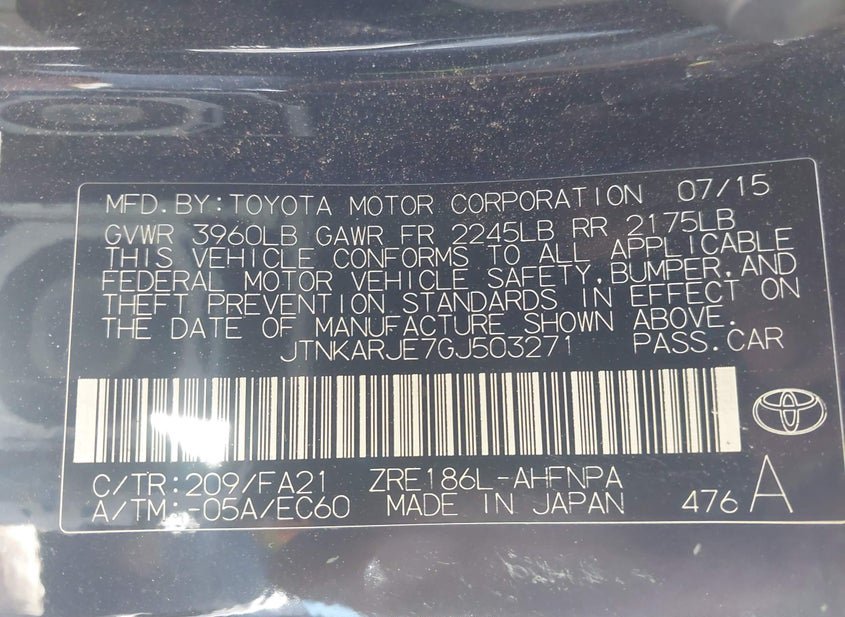 MFD.BY:TOYOTA MOTOR CORPORATION 07/15
GVWR 3960LB GAWR FR 2245LB RR 2175LB
THIS VEHICLE CONFORMS TO ALL APPLICABLE
FEDERAL MOTOR VEHICLE SAFETY,BUMPER,AND
THEFT PREVENTION STANDARDS IN EFFECT ON
THE DATE OF MANUFACTURE SHOWN ABOVE.
JTNKARJE7GJ503271 PASS.CAR
C/TR:209/FA21 ZRE186L-AHFNPA
A/TM:-05A/EC60 MADE IN JAPAN 476 A